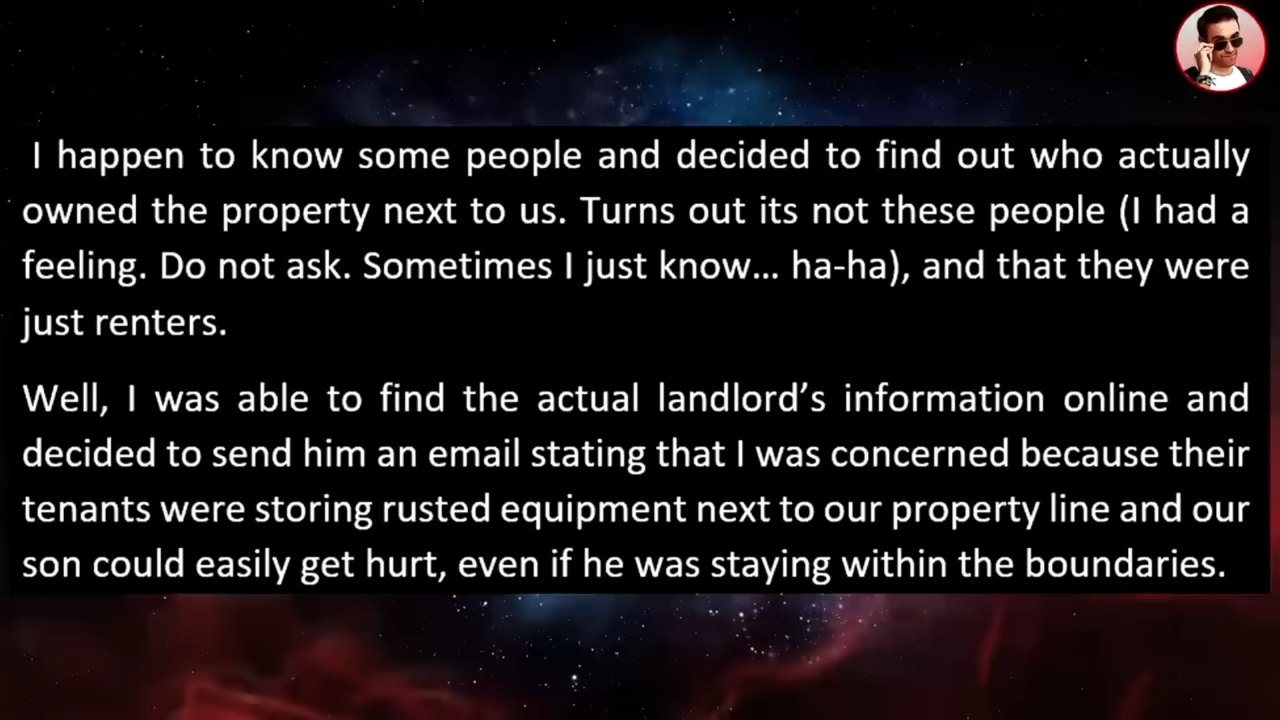 I happen to know some people and decided to find out who actually
owned the property next to us. Turns out its not these people (I had a
feeling. Do not ask. Sometimes I just know... ha-ha), and that they were
just renters.
Well, I was able to find the actual landlord’s information online and
decided to send him an email stating that I was concerned because their
tenants were storing rusted equipment next to our property line and our
son could easily get hurt, even if he was staying within the boundaries.